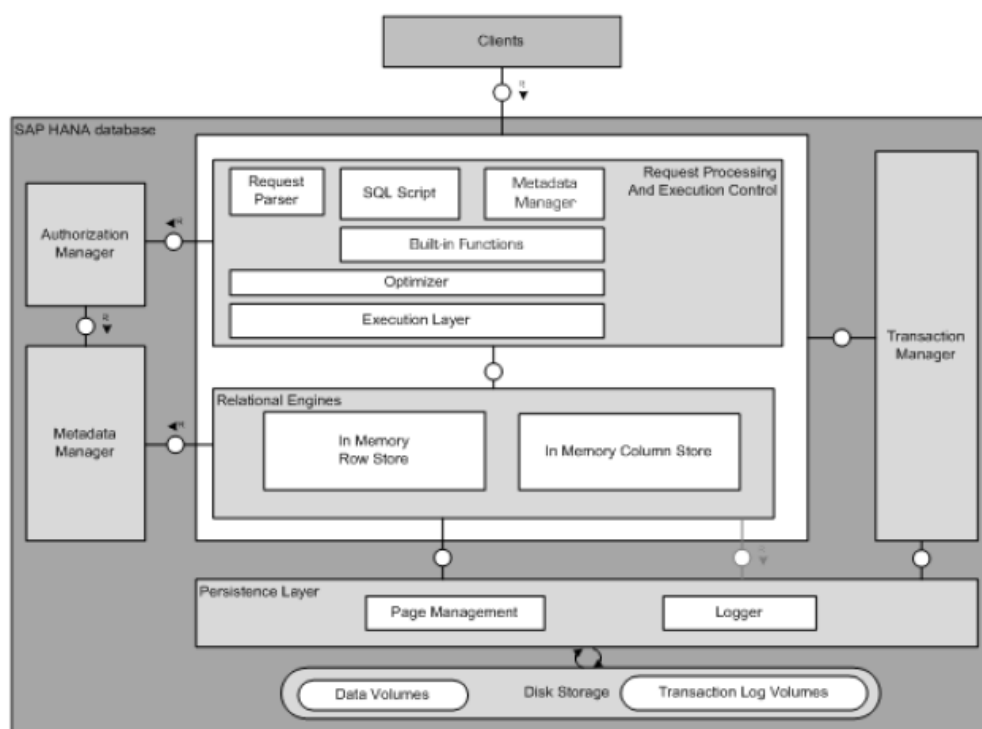 Clients
R
SAP HANA database
Request Processing
And Execution Control
Request
Parser
SQL Script
Metadata
Manager
Built-in Functions
Optimizer
Execution Layer
Authorization
Manager
R
R
Metadata
Manager
R
Transaction
Manager
Relational Engines
In Memory
Row Store
In Memory Column Store
R
Persistence Layer
Page Management
Logger
Data Volumes
Disk Storage
Transaction Log Volumes